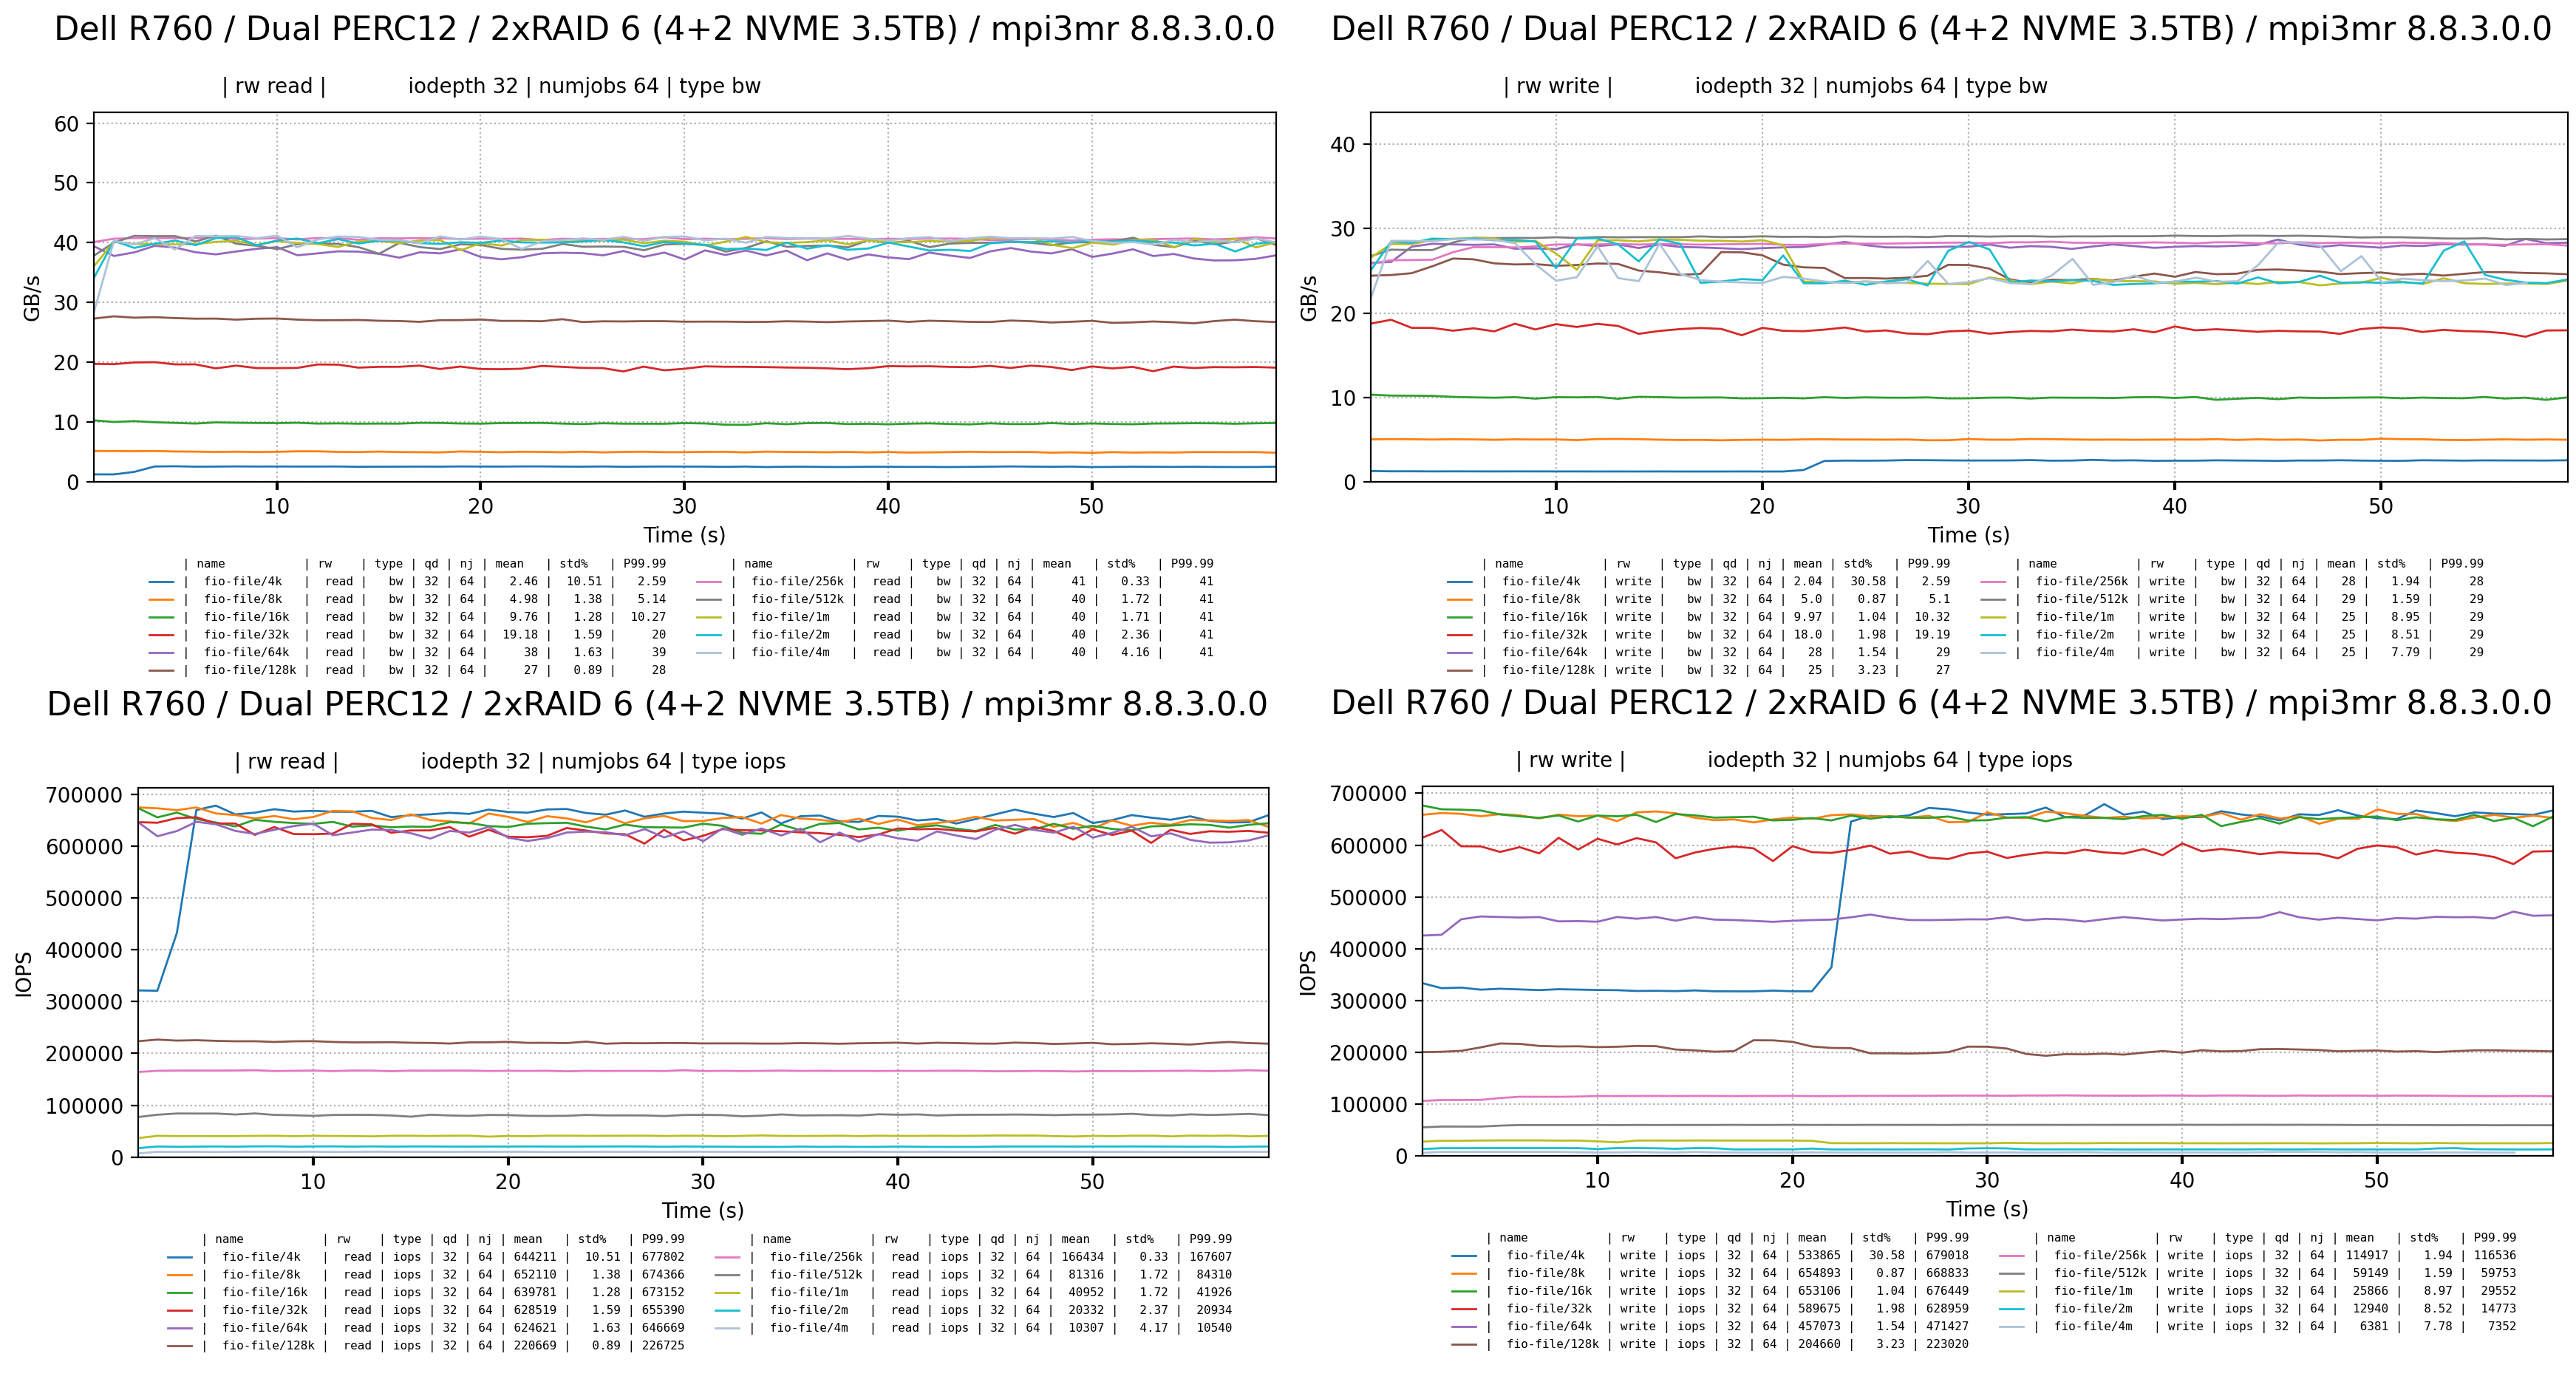 Dell R760 / Dual PERC12 / 2xRAID 6 (4+2 NVME 3.5TB) / mpi3mr 8.8.3.0.0
| rw read | iodepth 32 | numjobs 64 | type bw
60
50
40
30
20
10
0
GB/s
10 20 30 40 50
Time (s)
| name | rw | type | qd | nj | mean | std% | P99.99
| fio-file/4k | read | bw | 32 | 64 | 2.46 | 10.51 | 2.59
| fio-file/8k | read | bw | 32 | 64 | 4.98 | 1.38 | 5.14
| fio-file/16k | read | bw | 32 | 64 | 9.76 | 1.28 | 10.27
| fio-file/32k | read | bw | 32 | 64 | 19.18 | 1.59 | 20
| fio-file/64k | read | bw | 32 | 64 | 38 | 1.63 | 39
| fio-file/128k | read | bw | 32 | 64 | 27 | 0.89 | 28
| name | rw | type | qd | nj | mean | std% | P99.99
| fio-file/256k | read | bw | 32 | 64 | 41 | 0.33 | 41
| fio-file/512k | read | bw | 32 | 64 | 40 | 1.72 | 41
| fio-file/1m | read | bw | 32 | 64 | 40 | 1.71 | 41
| fio-file/2m | read | bw | 32 | 64 | 40 | 2.36 | 41
| fio-file/4m | read | bw | 32 | 64 | 40 | 4.16 | 41
Dell R760 / Dual PERC12 / 2xRAID 6 (4+2 NVME 3.5TB) / mpi3mr 8.8.3.0.0
| rw write | iodepth 32 | numjobs 64 | type bw
40
30
20
10
0
GB/s
10 20 30 40 50
Time (s)
| name | rw | type | qd | nj | mean | std% | P99.99
| fio-file/4k | write | bw | 32 | 64 | 2.04 | 30.58 | 2.59
| fio-file/8k | write | bw | 32 | 64 | 5.0 | 0.87 | 5.1
| fio-file/16k | write | bw | 32 | 64 | 9.97 | 1.04 | 10.32
| fio-file/32k | write | bw | 32 | 64 | 18.0 | 1.98 | 19.19
| fio-file/64k | write | bw | 32 | 64 | 28 | 1.54 | 29
| fio-file/128k | write | bw | 32 | 64 | 25 | 3.23 | 27
| name | rw | type | qd | nj | mean | std% | P99.99
| fio-file/256k | write | bw | 32 | 64 | 28 | 1.94 | 28
| fio-file/512k | write | bw | 32 | 64 | 29 | 1.59 | 29
| fio-file/1m | write | bw | 32 | 64 | 25 | 8.95 | 29
| fio-file/2m | write | bw | 32 | 64 | 25 | 8.51 | 29
| fio-file/4m | write | bw | 32 | 64 | 25 | 7.79 | 29
Dell R760 / Dual PERC12 / 2xRAID 6 (4+2 NVME 3.5TB) / mpi3mr 8.8.3.0.0
| rw read | iodepth 32 | numjobs 64 | type iops
700000
600000
500000
400000
300000
200000
100000
0
IOPS
10 20 30 40 50
Time (s)
| name | rw | type | qd | nj | mean | std% | P99.99
| fio-file/4k | read | iops | 32 | 64 | 644211 | 10.51 | 677802
| fio-file/8k | read | iops | 32 | 64 | 652110 | 1.38 | 674366
| fio-file/16k | read | iops | 32 | 64 | 639781 | 1.28 | 673152
| fio-file/32k | read | iops | 32 | 64 | 628519 | 1.59 | 655390
| fio-file/64k | read | iops | 32 | 64 | 624621 | 1.63 | 646669
| fio-file/128k | read | iops | 32 | 64 | 220669 | 0.89 | 226725
| name | rw | type | qd | nj | mean | std% | P99.99
| fio-file/256k | read | iops | 32 | 64 | 166434 | 0.33 | 167607
| fio-file/512k | read | iops | 32 | 64 | 81316 | 1.72 | 84310
| fio-file/1m | read | iops | 32 | 64 | 40952 | 1.72 | 41926
| fio-file/2m | read | iops | 32 | 64 | 20332 | 2.37 | 20934
| fio-file/4m | read | iops | 32 | 64 | 10307 | 4.17 | 10540
Dell R760 / Dual PERC12 / 2xRAID 6 (4+2 NVME 3.5TB) / mpi3mr 8.8.3.0.0
| rw write | iodepth 32 | numjobs 64 | type iops
700000
600000
500000
400000
300000
200000
100000
0
IOPS
10 20 30 40 50
Time (s)
| name | rw | type | qd | nj | mean | std% | P99.99
| fio-file/4k | write | iops | 32 | 64 | 533865 | 30.58 | 679018
| fio-file/8k | write | iops | 32 | 64 | 654893 | 0.87 | 668833
| fio-file/16k | write | iops | 32 | 64 | 653106 | 1.04 | 676449
| fio-file/32k | write | iops | 32 | 64 | 589675 | 1.98 | 628959
| fio-file/64k | write | iops | 32 | 64 | 457073 | 1.54 | 471427
| fio-file/128k | write | iops | 32 | 64 | 204660 | 3.23 | 223020
| name | rw | type | qd | nj | mean | std% | P99.99
| fio-file/256k | write | iops | 32 | 64 | 114917 | 1.94 | 116536
| fio-file/512k | write | iops | 32 | 64 | 59149 | 1.59 | 59753
| fio-file/1m | write | iops | 32 | 64 | 25866 | 8.97 | 29552
| fio-file/2m | write | iops | 32 | 64 | 12940 | 8.52 | 14773
| fio-file/4m | write | iops | 32 | 64 | 6381 | 7.78 | 7352